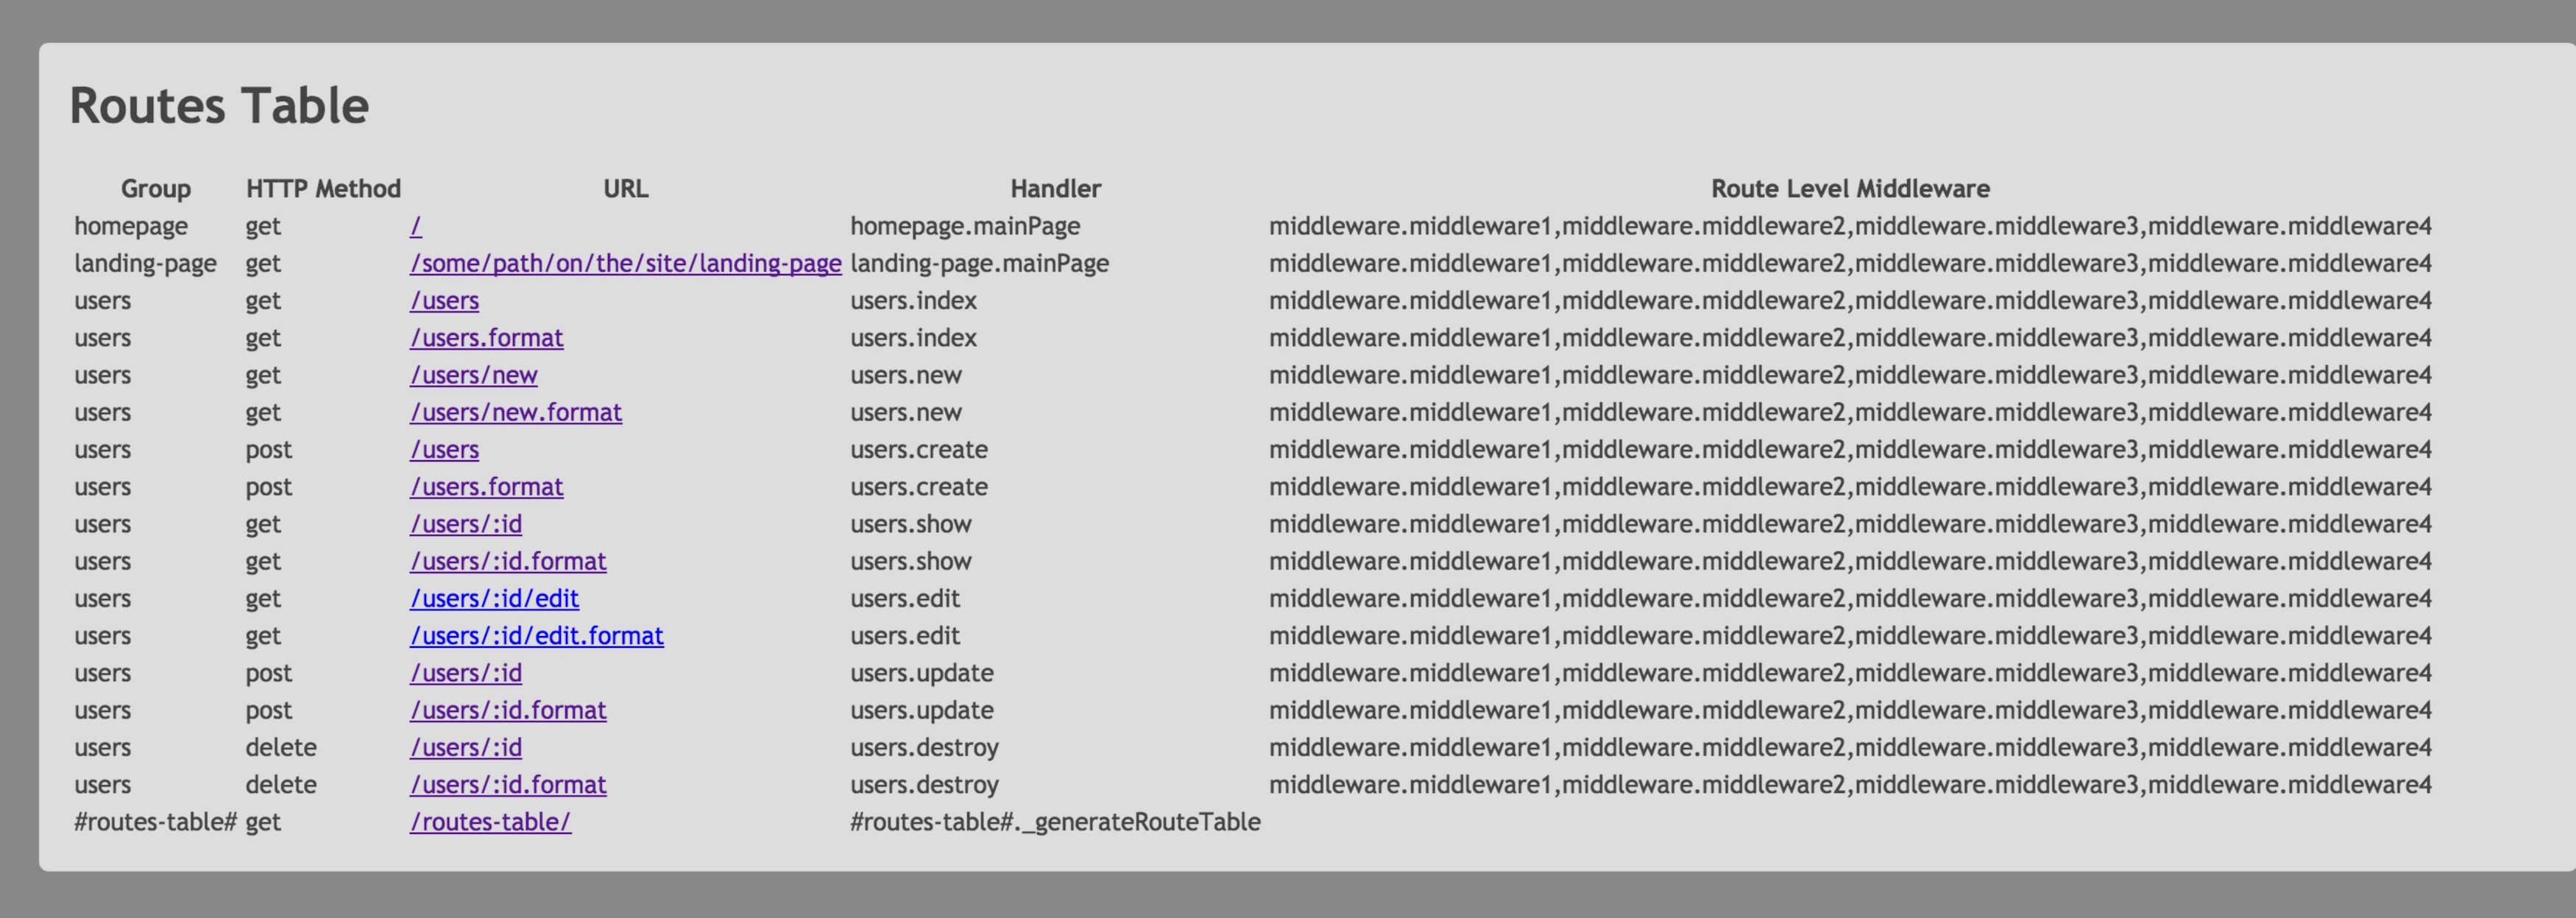 Routes Table
Group HTTP Method URL Handler Route Level Middleware
homepage get / homepage.mainPage middleware.middleware1,middleware.middleware2,middleware.middleware3,middleware.middleware4
landing-page get /some/path/on/the/site/landing-page landing-page.mainPage middleware.middleware1,middleware.middleware2,middleware.middleware3,middleware.middleware4
users get /users users.index middleware.middleware1,middleware.middleware2,middleware.middleware3,middleware.middleware4
users get /users.format users.index middleware.middleware1,middleware.middleware2,middleware.middleware3,middleware.middleware4
users get /users/new users.new middleware.middleware1,middleware.middleware2,middleware.middleware3,middleware.middleware4
users get /users/new.format users.new middleware.middleware1,middleware.middleware2,middleware.middleware3,middleware.middleware4
users post /users users.create middleware.middleware1,middleware.middleware2,middleware.middleware3,middleware.middleware4
users post /users.format users.create middleware.middleware1,middleware.middleware2,middleware.middleware3,middleware.middleware4
users get /users/:id users.show middleware.middleware1,middleware.middleware2,middleware.middleware3,middleware.middleware4
users get /users/:id.format users.show middleware.middleware1,middleware.middleware2,middleware.middleware3,middleware.middleware4
users get /users/:id/edit users.edit middleware.middleware1,middleware.middleware2,middleware.middleware3,middleware.middleware4
users get /users/:id/edit.format users.edit middleware.middleware1,middleware.middleware2,middleware.middleware3,middleware.middleware4
users post /users/:id users.update middleware.middleware1,middleware.middleware2,middleware.middleware3,middleware.middleware4
users post /users/:id.format users.update middleware.middleware1,middleware.middleware2,middleware.middleware3,middleware.middleware4
users delete /users/:id users.destroy middleware.middleware1,middleware.middleware2,middleware.middleware3,middleware.middleware4
users delete /users/:id.format users.destroy middleware.middleware1,middleware.middleware2,middleware.middleware3,middleware.middleware4
#routes-table# get /routes-table/ #routes-table#._generateRouteTable